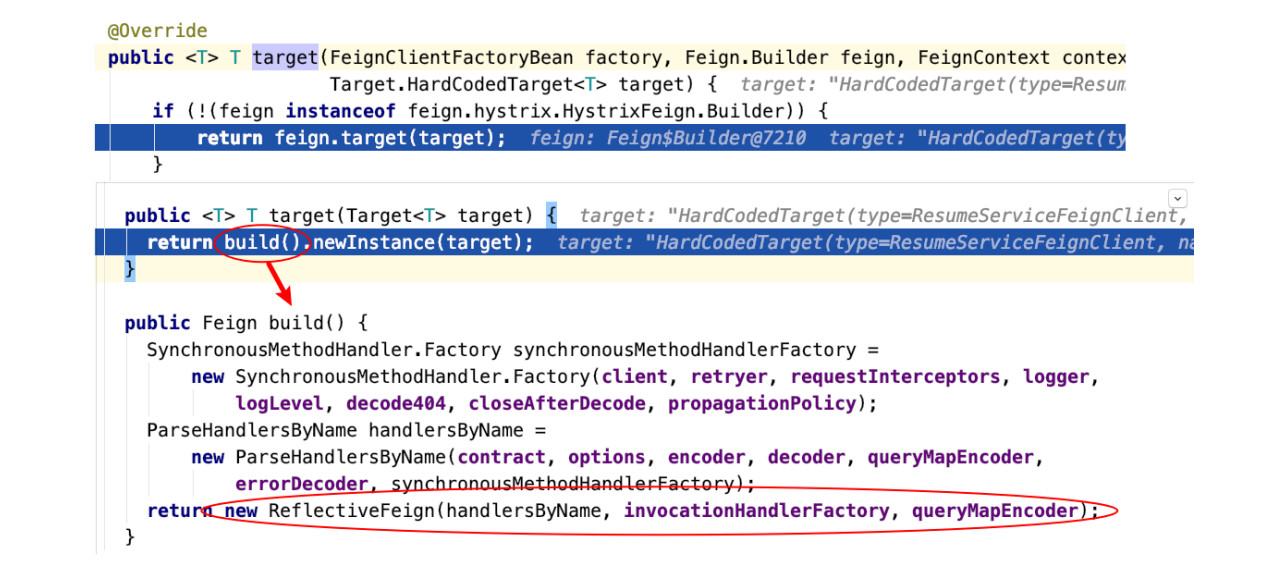 @Override
public <T> T target(FeignClientFactoryBean factory, Feign.Builder feign, FeignContext contex
Target.HardCodedTarget<T> target) { target: "HardCodedTarget(type=Resum
if (!(feign instanceof feign.hystrix.HystrixFeign.Builder)) {
return feign.target(target); feign: Feign$Builder@7210 target: "HardCodedTarget(ty
}
public <T> T target(Target<T> target) { target: "HardCodedTarget(type=ResumeServiceFeignClient,
return build().newInstance(target); target: "HardCodedTarget(type=ResumeServiceFeignClient, na
}
public Feign build() {
SynchronousMethodHandler.Factory synchronousMethodHandlerFactory =
new SynchronousMethodHandler.Factory(client, retryer, requestInterceptors, logger,
logLevel, decode404, closeAfterDecode, propagationPolicy);
ParseHandlersByName handlersByName =
new ParseHandlersByName(contract, options, encoder, decoder, queryMapEncoder,
errorDecoder, synchronousMethodHandlerFactory);
return new ReflectiveFeign(handlersByName, invocationHandlerFactory, queryMapEncoder);
}